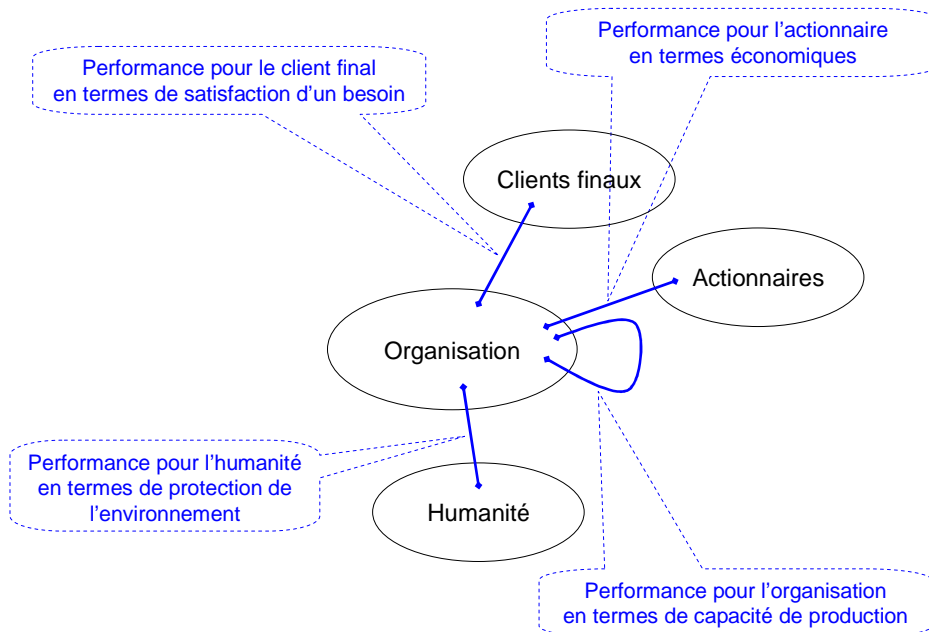 Performance pour l’actionnaire
en termes économiques
Performance pour le client final
en termes de satisfaction d’un besoin
Clients finaux
Actionnaires
Organisation
Performance pour l’humanité
en termes de protection de
l’environnement
Humanité
Performance pour l’organisation
en termes de capacité de production